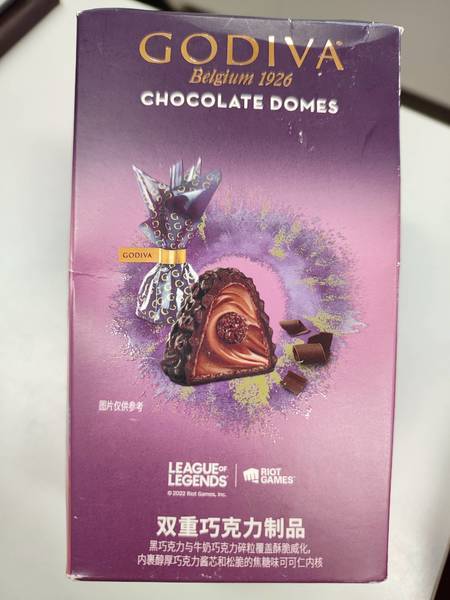 GODIVA
Belgium 1926
CHOCOLATE DOMES
GODIVA
图片仅供参考
LEAGUE OF
LEGENDS
RIOT
GAMES
© 2022 Riot Games, Inc.
双重巧克力制品
黑巧克力与牛奶巧克力碎粒覆盖酥脆威化,
内裹醇厚巧克力酱芯和松脆的焦糖味可可仁内核